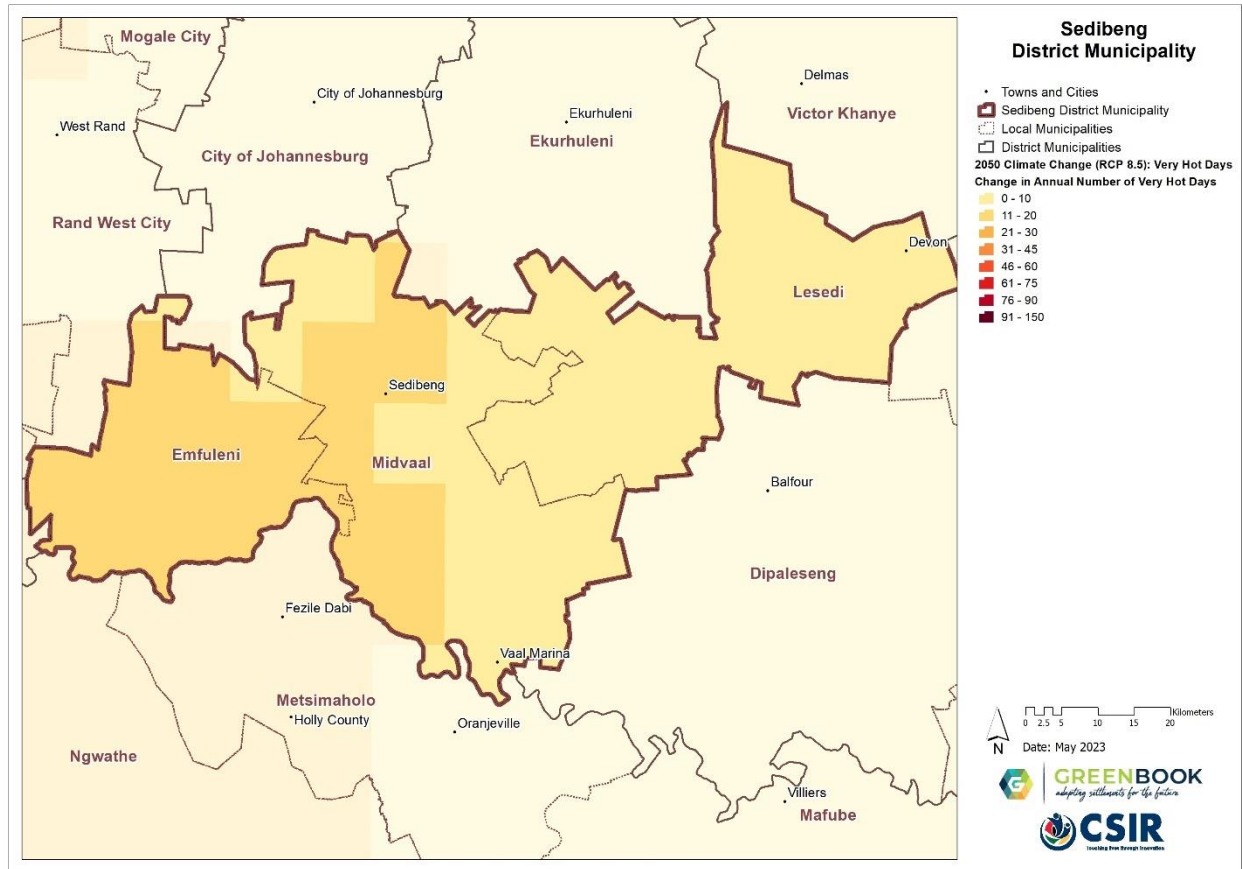 Mogale City
City of Johannesburg
West Rand
City of Johannesburg
Ekurhuleni
Ekurhuleni
Delmas
Victor Khanye
Rand West City
Devon
Lesedi
Sedibeng
Emfuleni
Midvaal
Balfour
Dipaleseng
Fezile Dabi
Vaal Marina
Metsimaholo
Holly County
Oranjeville
Ngwathe
Villiers
Mafube
Sedibeng
District Municipality
Towns and Cities
Sedibeng District Municipality
Local Municipalities
District Municipalities
2050 Climate Change (RCP 8.5): Very Hot Days
Change in Annual Number of Very Hot Days
0 - 10
11 - 20
21 - 30
31 - 45
46 - 60
61 - 75
76 - 90
91 - 150
Kilometers
0 2.5 5 10 15 20
N
Date: May 2023
G
GREENBOOK
adapting settlements for the future
CSIR
Touching lives through innovation